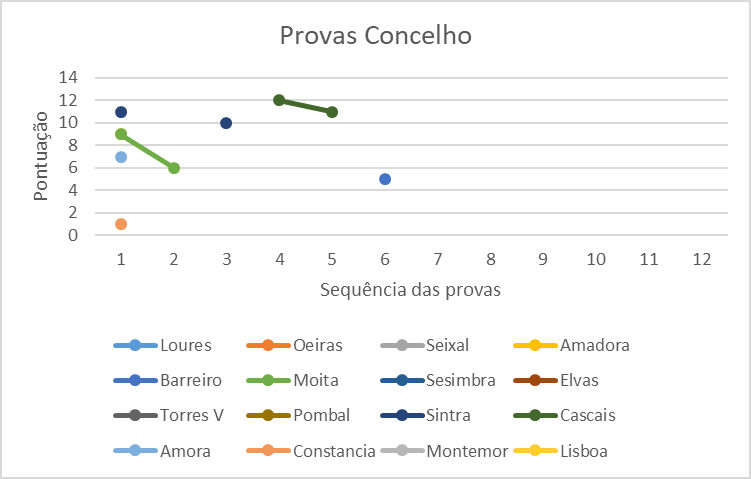 Provas Concelho
14
12
10
8
6
4
2
0
Pontuação
1 2 3 4 5 6 7 8 9 10 11 12
Sequência das provas
Loures Oeiras Seixal Amadora
Barreiro Moita Sesimbra Elvas
Torres V Pombal Sintra Cascais
Amora Constancia Montemor Lisboa